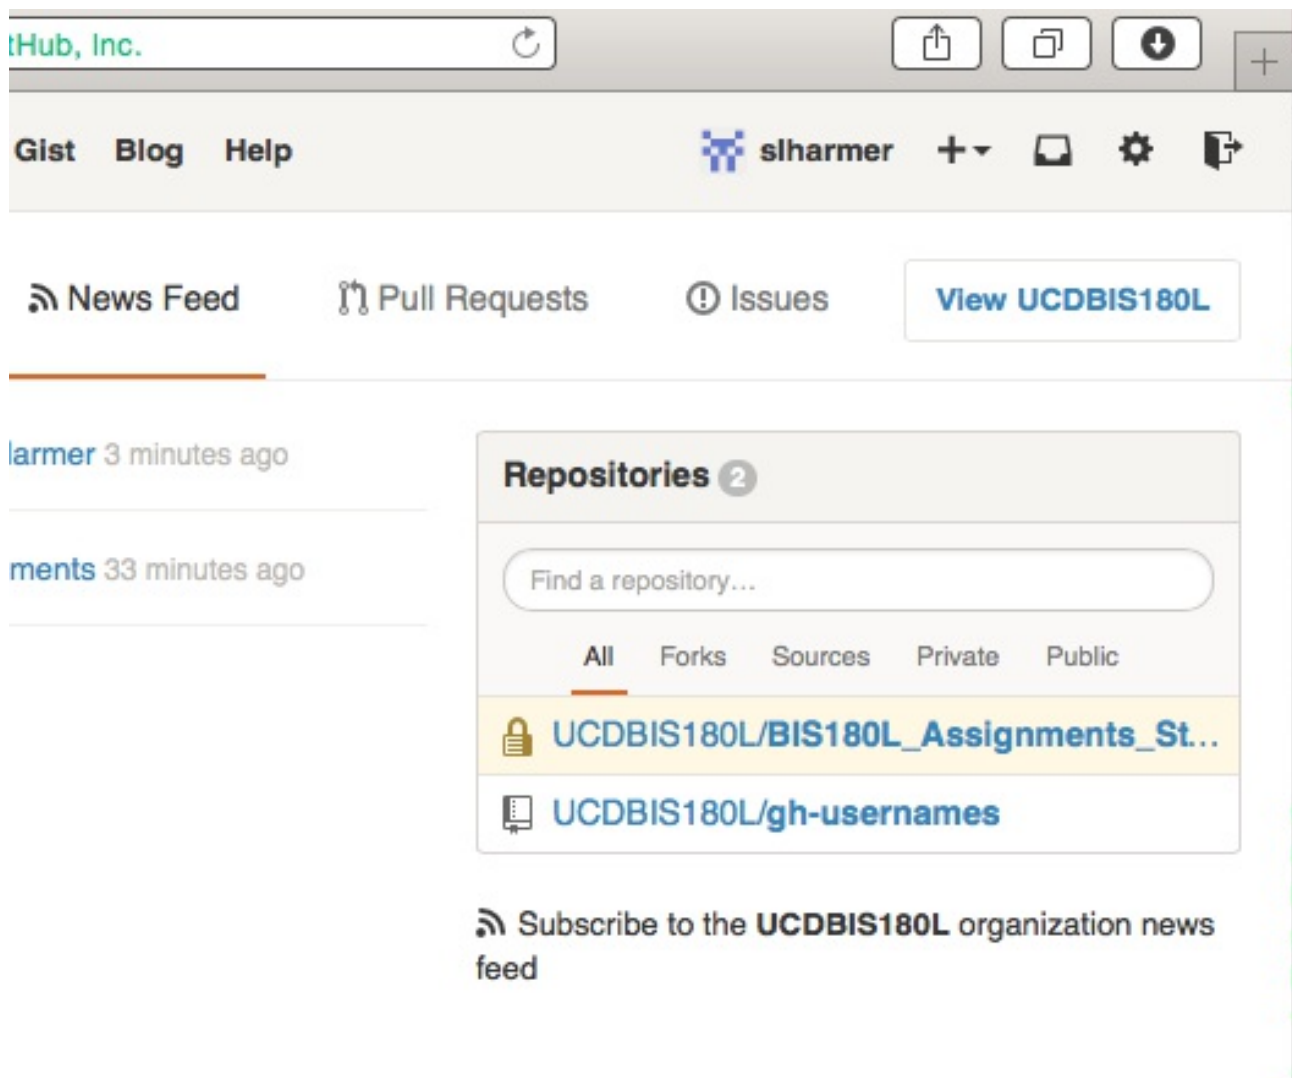 tHub, Inc.
Gist Blog Help slharmer
News Feed Pull Requests Issues View UCDBIS180L
armer 3 minutes ago
ments 33 minutes ago
Repositories 2
Find a repository...
All Forks Sources Private Public
UCDBIS180L/BIS180L_Assignments_St...
UCDBIS180L/gh-usernames
Subscribe to the UCDBIS180L organization news
feed